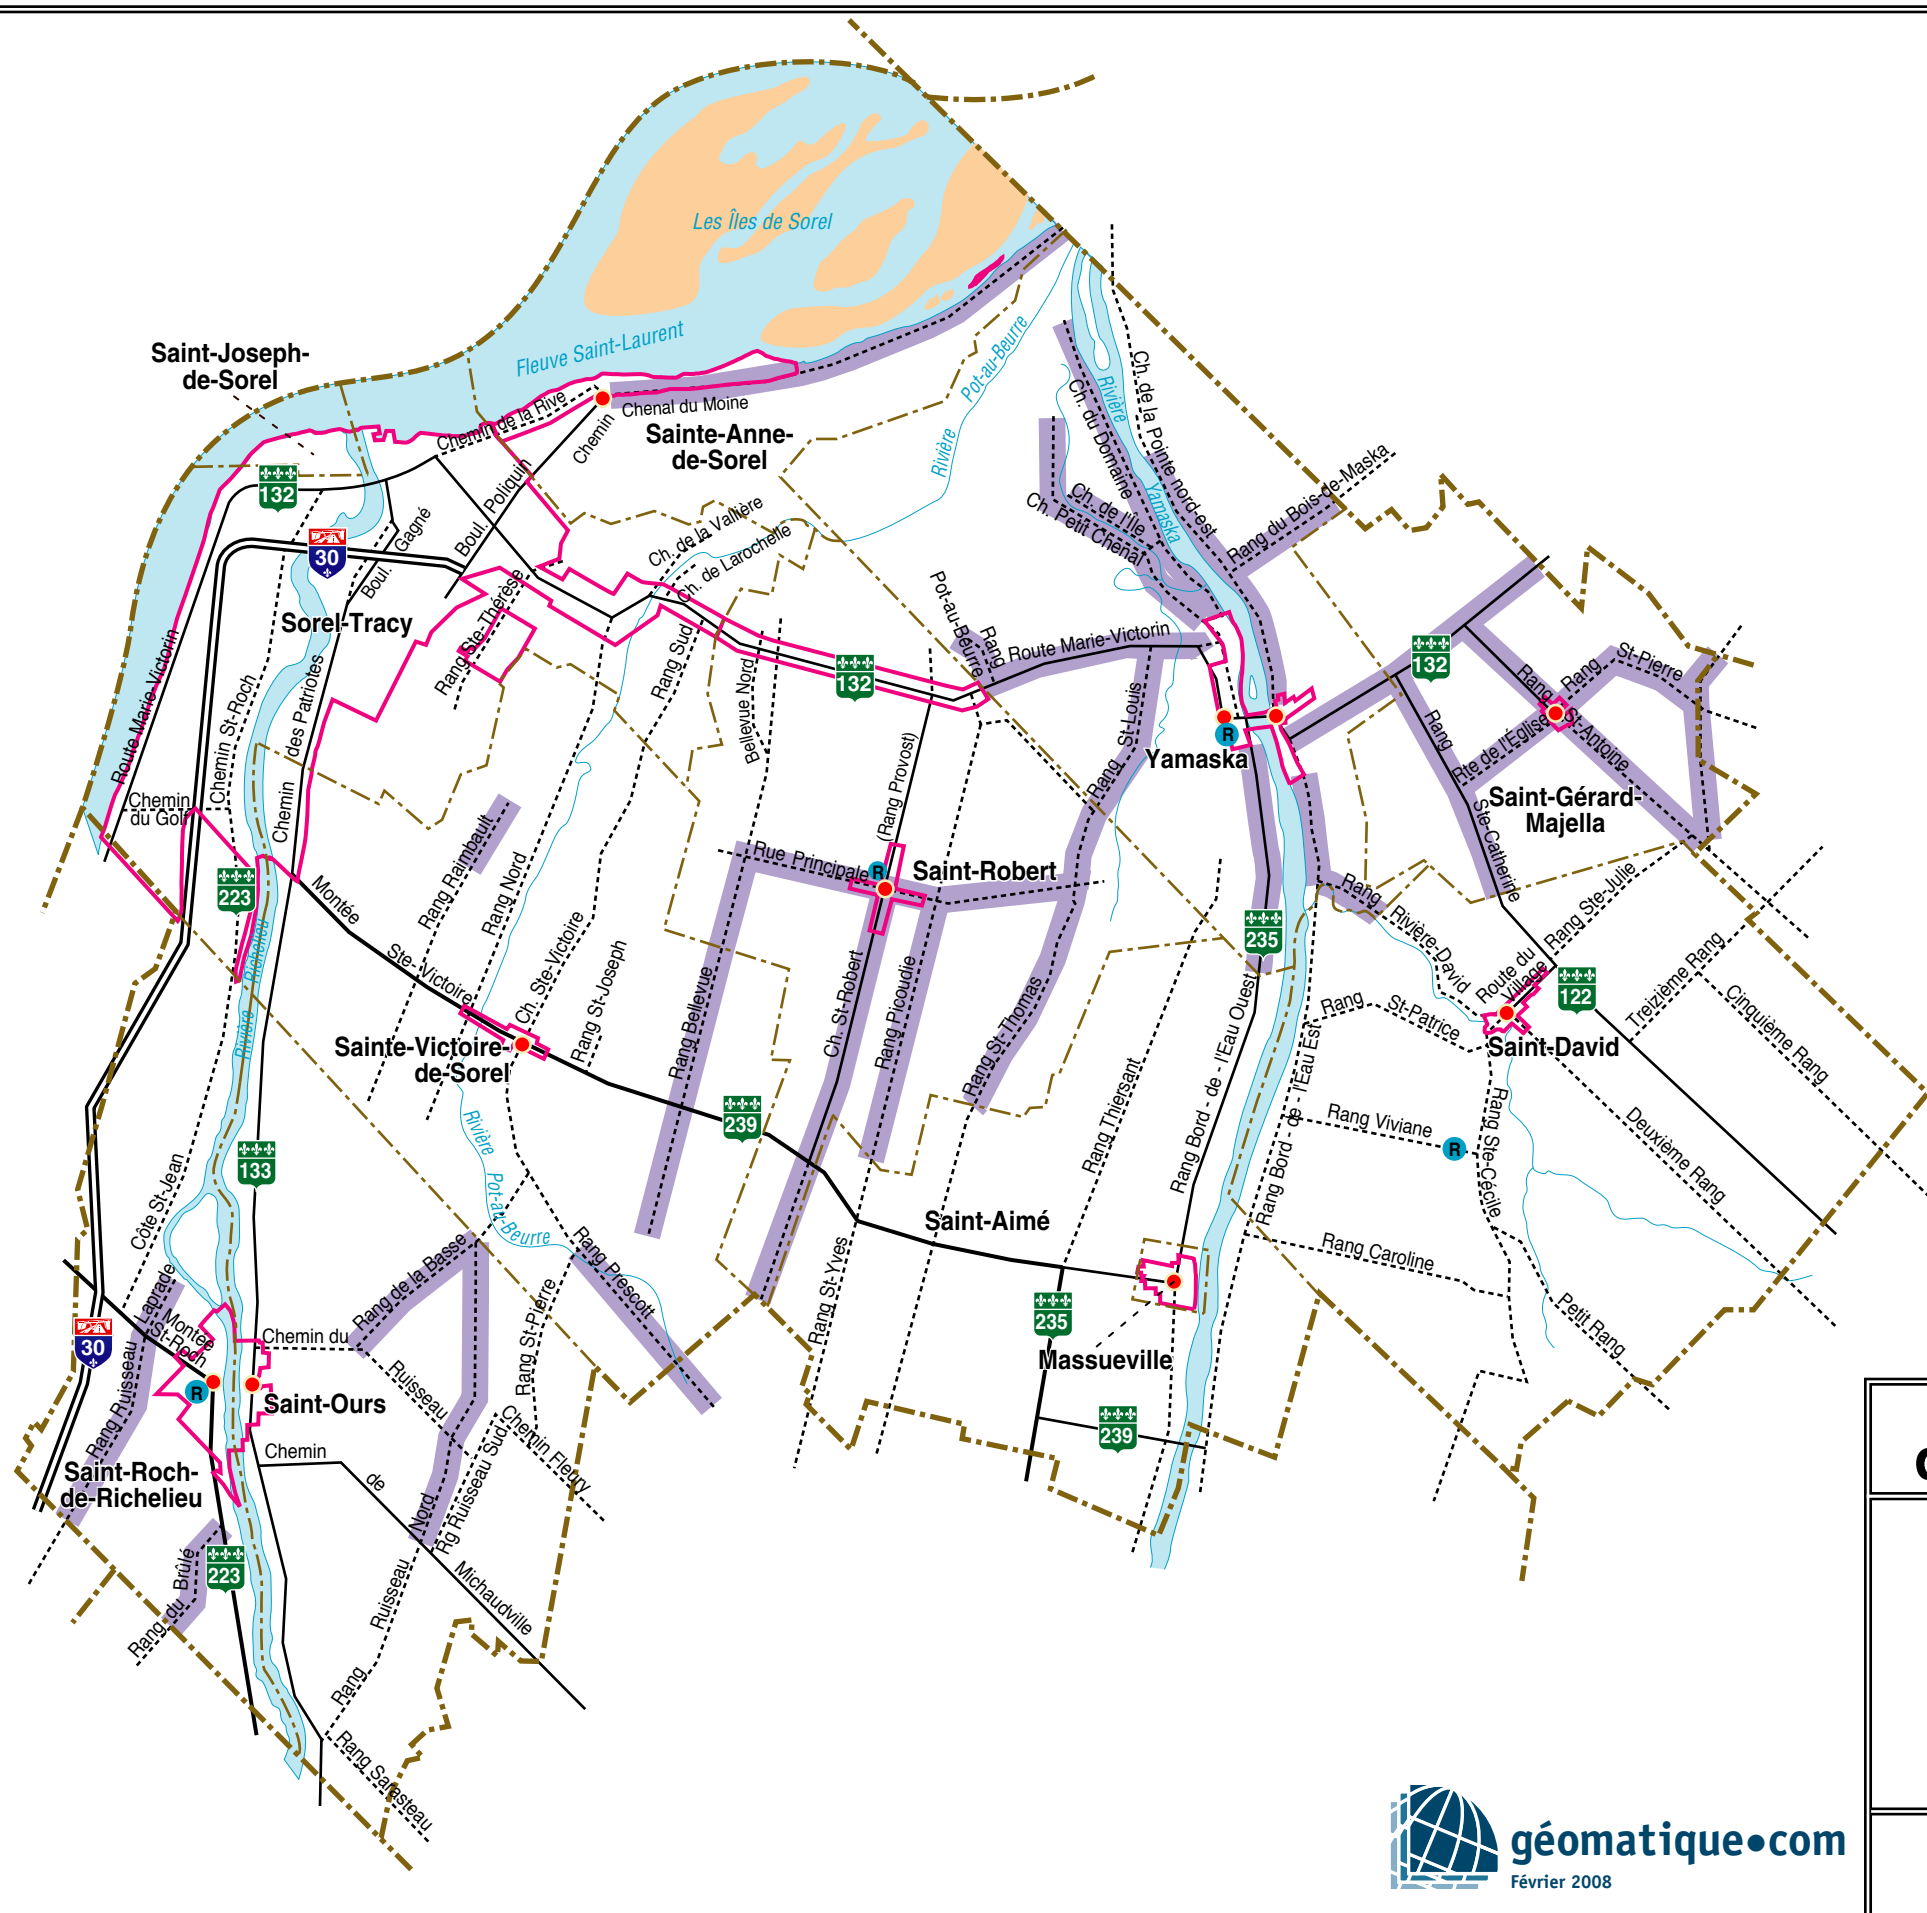 Les Îles de Sorel
Fleuve Saint-Laurent
Saint-Joseph-
de-Sorel
Chemin de la Rive
Chenal du Moine
Chemin
Sainte-Anne-
de-Sorel
Rivière
Pot-au-Beurre
Ch. du Domaine
Rivière
Yamaska
Ch. de la Pointe nord-est
Rang du Bois-de-Maska
Ch. de l'Île
Ch. Petit Chenal
132
30
Boul. Gagné
Boul. Poliquin
Ch. de la Vallière
Ch. de Larochelle
Sorel-Tracy
Rang Ste-Thérèse
Route Marie-Victorin
Chemin St-Roch
Chemin
des Patriotes
Chemin
du Golf
Rang Sud
Bellevue Nord
132
Pot-au-Beurre
Rang
Route Marie-Victorin
Rang St-Louis
R
Yamaska
132
Rang
St-Pierre
Rang
St-Antoine
Rte de l'Église
Rang
Ste-Catherine
Saint-Gérard-
Majella
223
Rivière Richelieu
Montée
Ste-Victoire
Rang Raimbault
Rang Nord
Ch. Ste-Victoire
Rang St-Joseph
Sainte-Victoire-
de-Sorel
Rue Principale
R
(Rang Provost)
Saint-Robert
Rang Bellevue
Ch. St-Robert
Rang Picoudie
Rang St-Thomas
Rang Thiersant
235
Rang Bord - de - l'Eau Ouest
Rang Bord - de - l'Eau Est
Rang
Rivière-David
Route du
Village
Rang Ste-Julie
122
Treizième Rang
Cinquième Rang
Rang
St-Patrice
Saint-David
Rang Viviane
R
Rang Ste-Cécile
Deuxième Rang
Rang Caroline
Petit Rang
239
133
Côte St-Jean
Rivière
Pot-au-Beurre
Rang de la Basse
Rang Prescott
Rang St-Pierre
Rang St-Yves
Saint-Aimé
235
Massueville
239
30
Laprade
Montée
St-Roch
Rang Ruisseau
R
Chemin du
Ruisseau
Saint-Ours
Chemin
de
Michaudville
Saint-Roch-
de-Richelieu
Chemin Fleury
Rg Ruisseau Sud
Nord
Ruisseau
Rang
223
Rang du Brûlé
Rang Sarasteau
géomatique•com
Février 2008